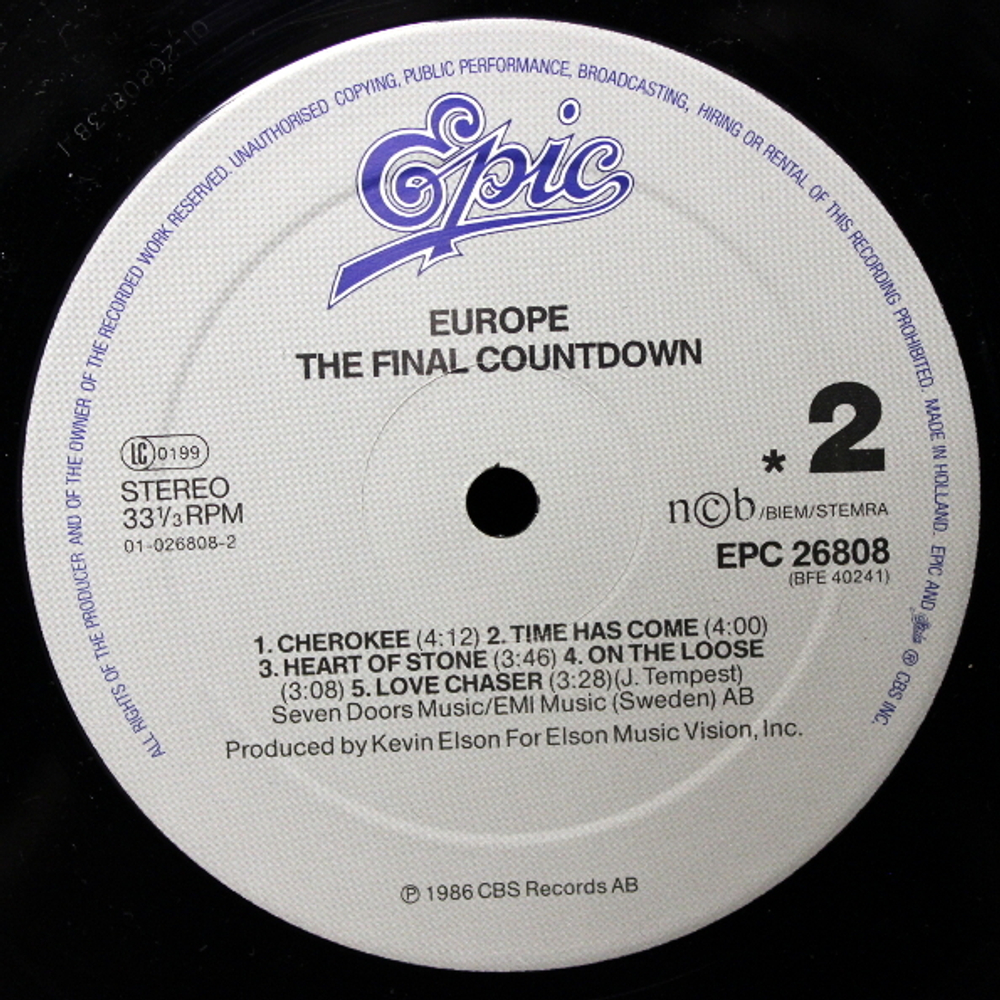 ALL RIGHTS OF THE PRODUCER AND OF THE OWNER OF THE RECORDED WORK RESERVED. UNAUTHORISED COPYING, PUBLIC PERFORMANCE, BROADCASTING, HIRING OR RENTAL OF THIS RECORDING PROHIBITED. MADE IN HOLLAND. EPIC AND Epic ® CBS INC.
Epic
EUROPE
THE FINAL COUNTDOWN
* 2
LC 0199
STEREO
33⅓ RPM
01-026808-2
n©b/BIEM/STEMRA
EPC 26808
(BFE 40241)
1. CHEROKEE (4:12) 2. TIME HAS COME (4:00)
3. HEART OF STONE (3:46) 4. ON THE LOOSE
(3:08) 5. LOVE CHASER (3:28)(J. Tempest)
Seven Doors Music/EMI Music (Sweden) AB
Produced by Kevin Elson For Elson Music Vision, Inc.
℗ 1986 CBS Records AB